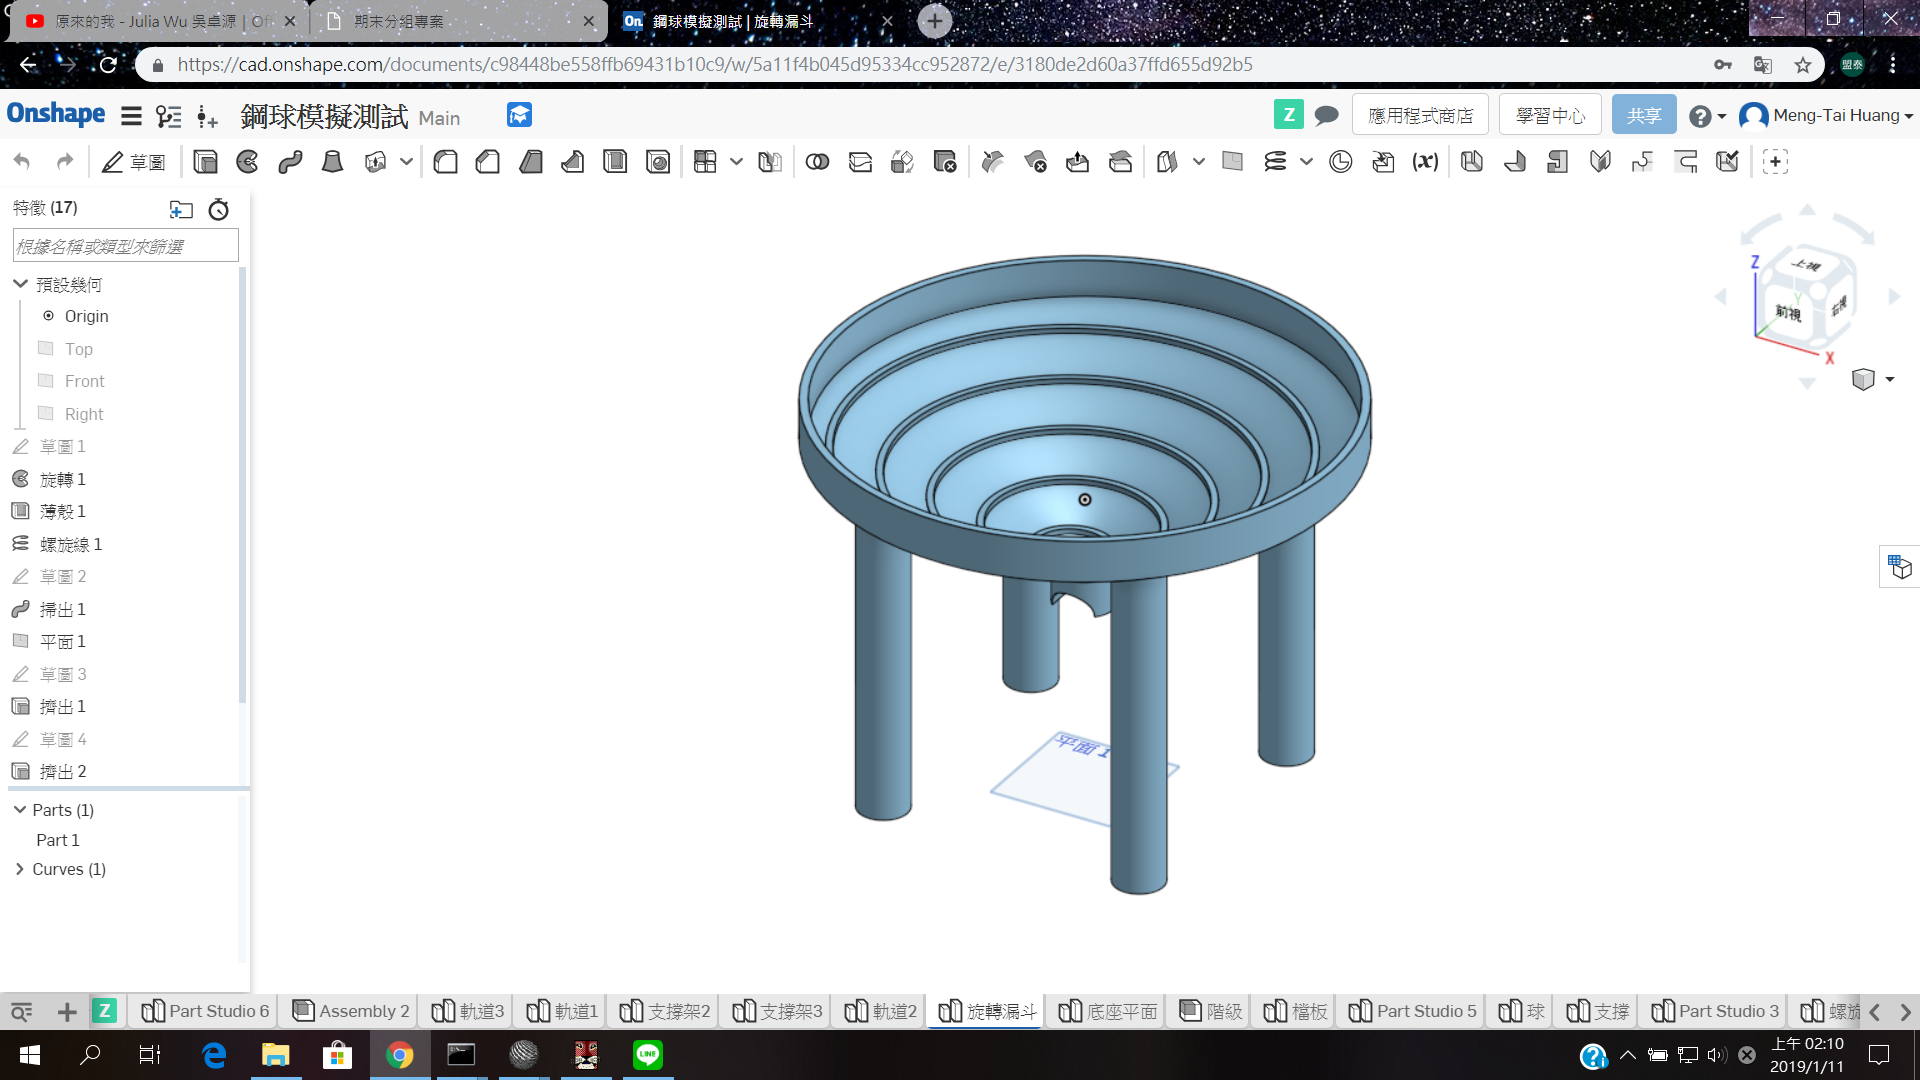 原來的我 - Julia Wu 吳卓源 | Of
期末分組專案
On. 鋼球模擬測試 | 旋轉漏斗
https://cad.onshape.com/documents/c98448be558ffb69431b10c9/w/5a11f4b045d95334cc952872/e/3180de2d60a37ffd655d92b5
盟泰
Onshape
鋼球模擬測試 Main
Z
應用程式商店
學習中心
共享
Meng-Tai Huang
草圖
(x)
特徵 (17)
根據名稱或類型來篩選
預設幾何
Origin
Top
Front
Right
草圖 1
旋轉 1
薄殼 1
螺旋線 1
草圖 2
掃出 1
平面 1
草圖 3
擠出 1
草圖 4
擠出 2
Parts (1)
Part 1
Curves (1)
平面 1
Z
上視
Y
前視
右視
X
Z
Part Studio 6
Assembly 2
軌道3
軌道1
支撐架2
支撐架3
軌道2
旋轉漏斗
底座平面
階級
檔板
Part Studio 5
球
支撐
Part Studio 3
螺旋
LINE
上午 02:10
2019/1/11